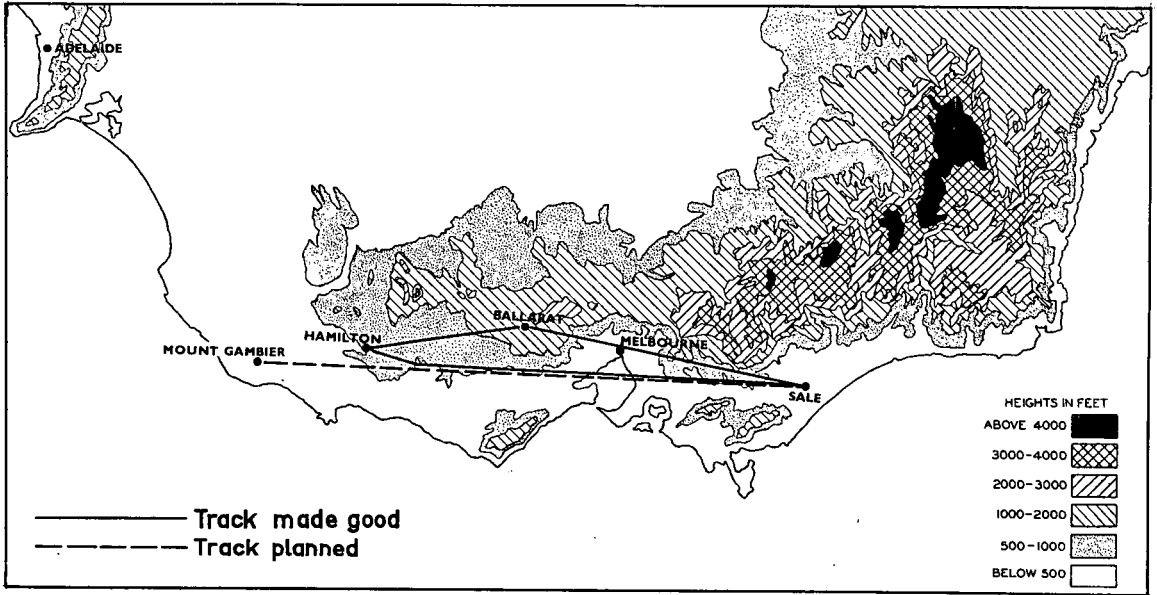 ADELAIDE
BALLARAT
HAMILTON
MELBOURNE
MOUNT GAMBIER
SALE
HEIGHTS IN FEET
ABOVE 4000
3000-4000
2000-3000
1000-2000
500-1000
BELOW 500
Track made good
Track planned